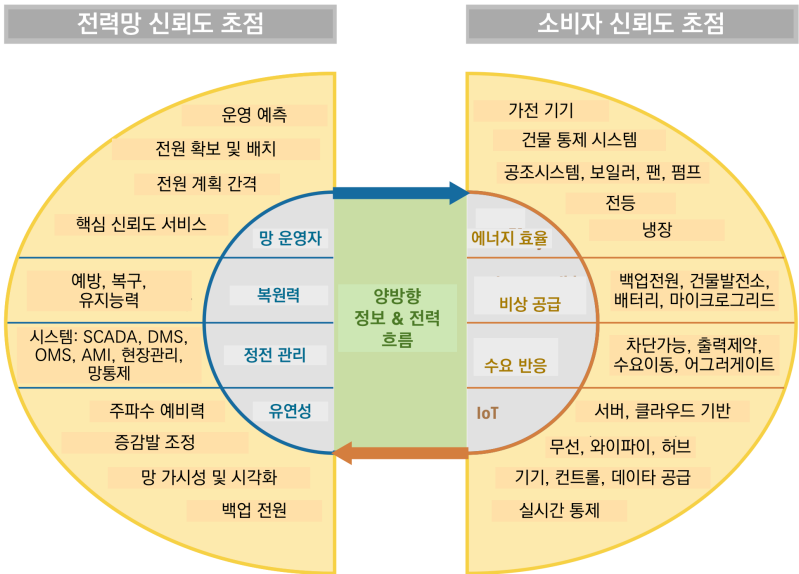 전력망 신뢰도 초점
운영 예측
전원 확보 및 배치
전원 계획 간격
핵심 신뢰도 서비스
망 운영자
예방, 복구,
유지능력
복원력
시스템: SCADA, DMS,
OMS, AMI, 현장관리,
망통제
정전 관리
주파수 예비력
유연성
증감발 조정
망 가시성 및 시각화
백업 전원
양방향
정보 & 전력
흐름
소비자 신뢰도 초점
가전 기기
건물 통제 시스템
공조시스템, 보일러, 팬, 펌프
전등
냉장
에너지 효율
백업전원, 건물발전소,
배터리, 마이크로그리드
비상 공급
차단가능, 출력제약,
수요이동, 어그러게이트
수요 반응
IoT
서버, 클라우드 기반
무선, 와이파이, 허브
기기, 컨트롤, 데이타 공급
실시간 통제